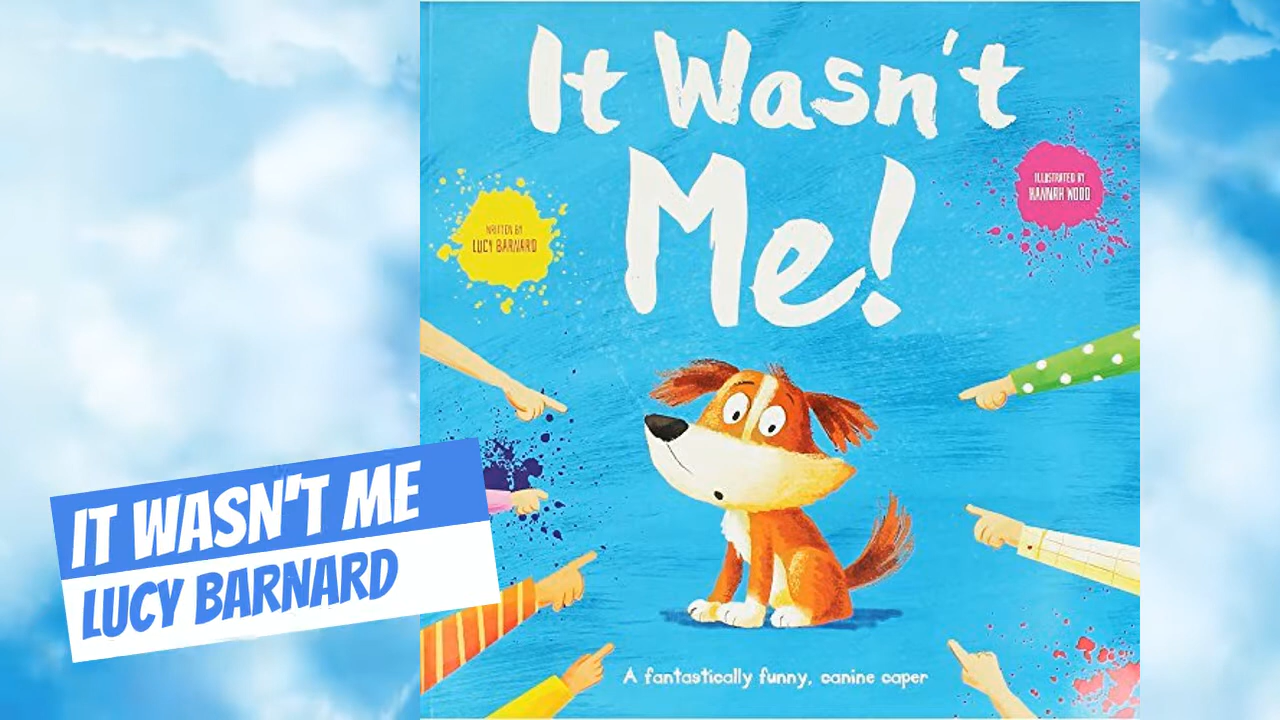 It Wasn't
Me!
WRITTEN BY
LUCY BARNARD
ILLUSTRATED BY
HANNAH WOOD
IT WASN'T ME
LUCY BARNARD
A fantastically funny, canine caper